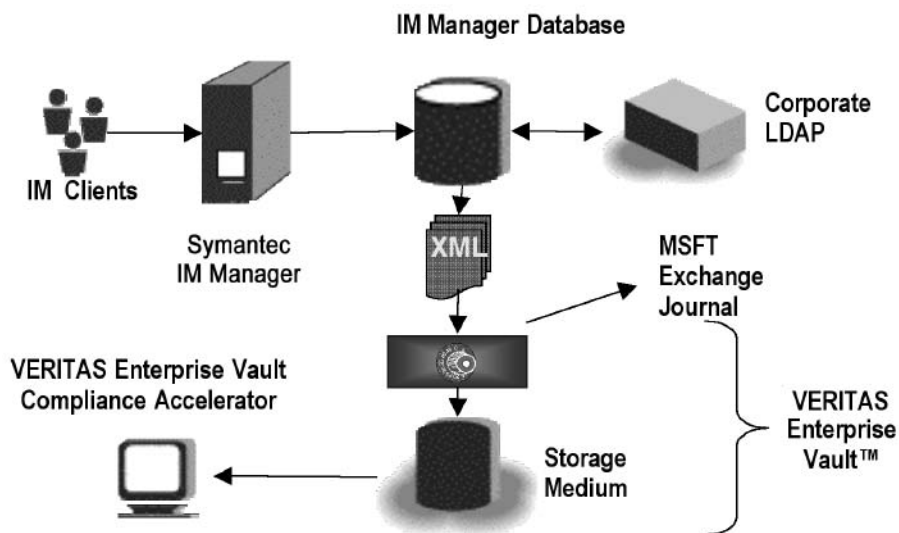 IM Manager Database
Corporate
LDAP
IM Clients
Symantec
IM Manager
XML
MSFT
Exchange
Journal
VERITAS Enterprise Vault
Compliance Accelerator
Storage
Medium
VERITAS
Enterprise
Vault™